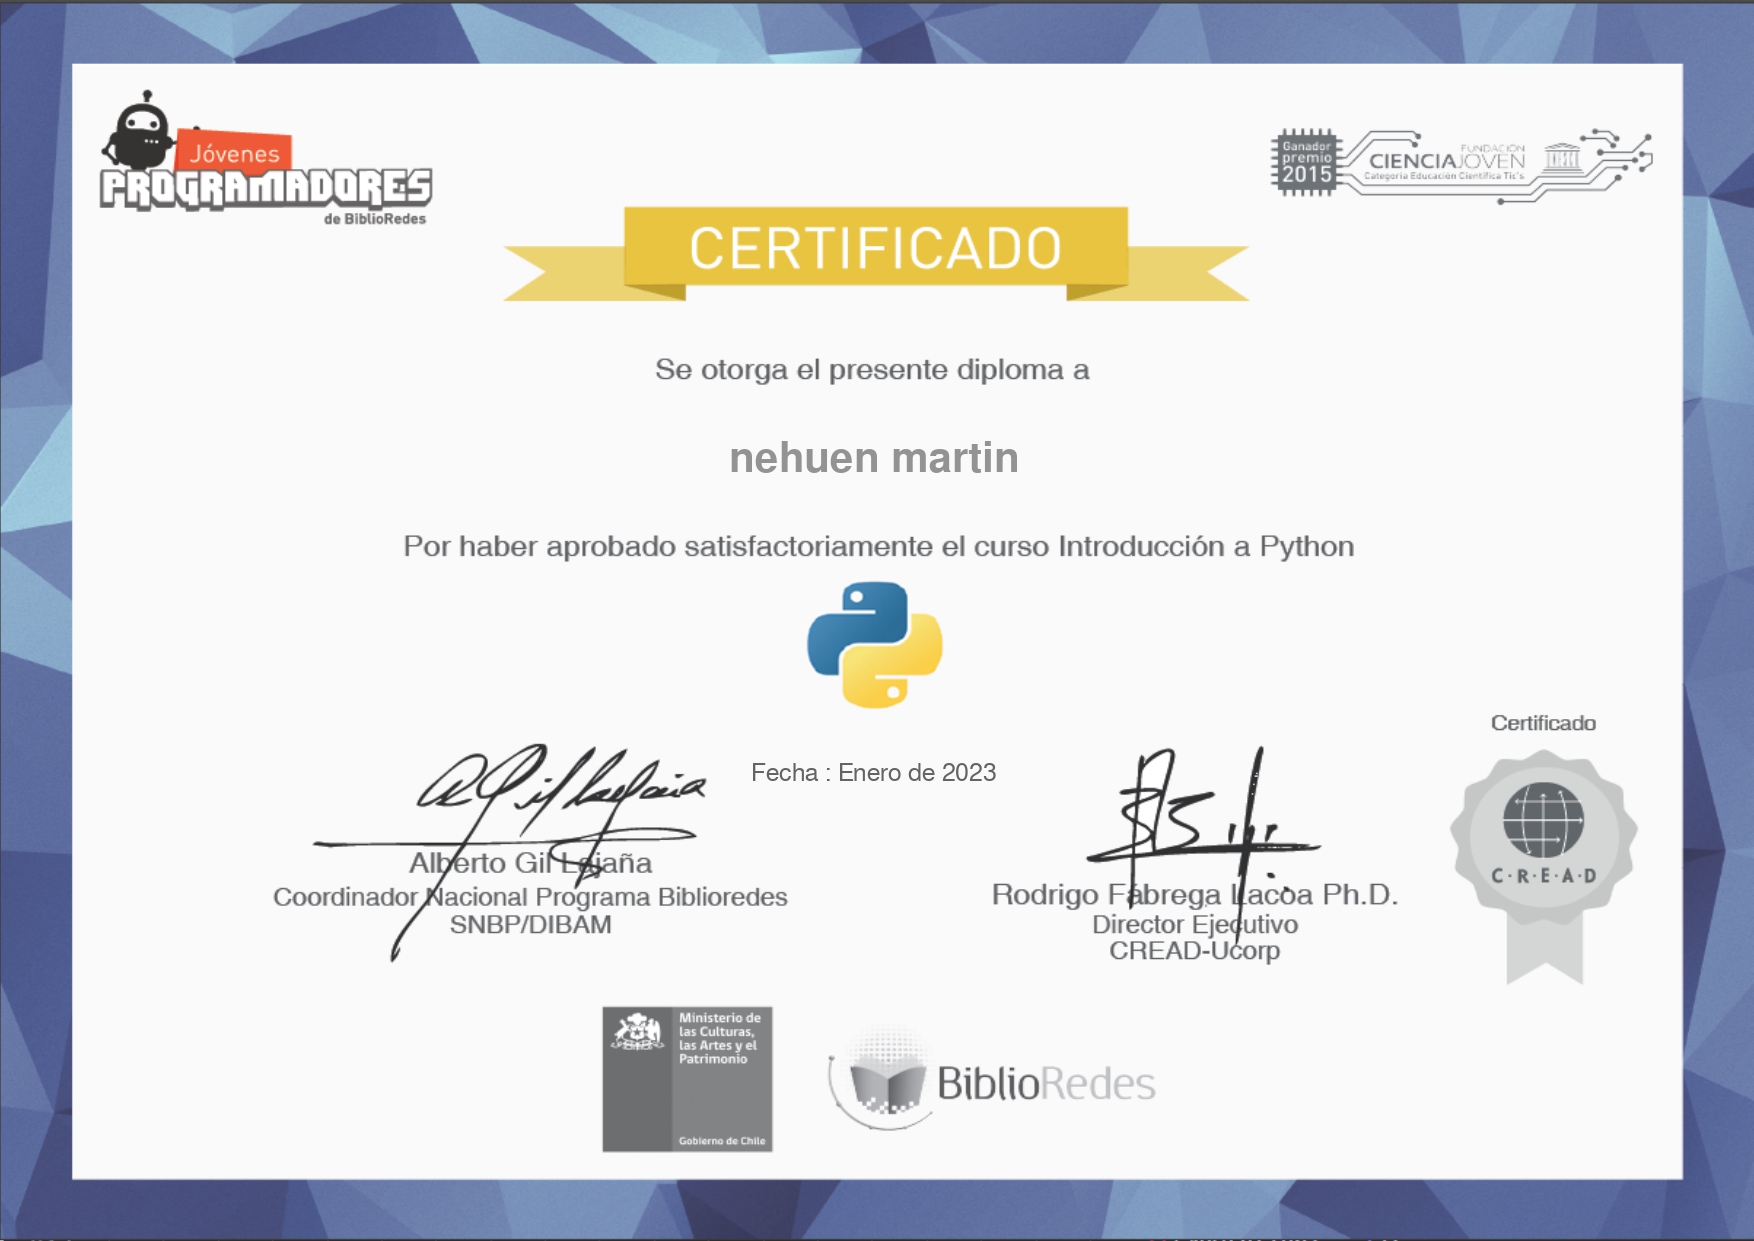 Jóvenes
PROGRAMADORES
de BiblioRedes
Ganador
premio
2015
FUNDACIÓN
CIENCIAJOVEN
Categoría Educación Científica Tic's
CERTIFICADO
Se otorga el presente diploma a
nehuen martin
Por haber aprobado satisfactoriamente el curso Introducción a Python
Fecha : Enero de 2023
Alberto Gil Lajaña
Coordinador Nacional Programa Biblioredes
SNBP/DIBAM
Rodrigo Fábrega Lacoa Ph.D.
Director Ejecutivo
CREAD-Ucorp
Certificado
C·R·E·A·D
Ministerio de
las Culturas,
las Artes y el
Patrimonio
Gobierno de Chile
BiblioRedes